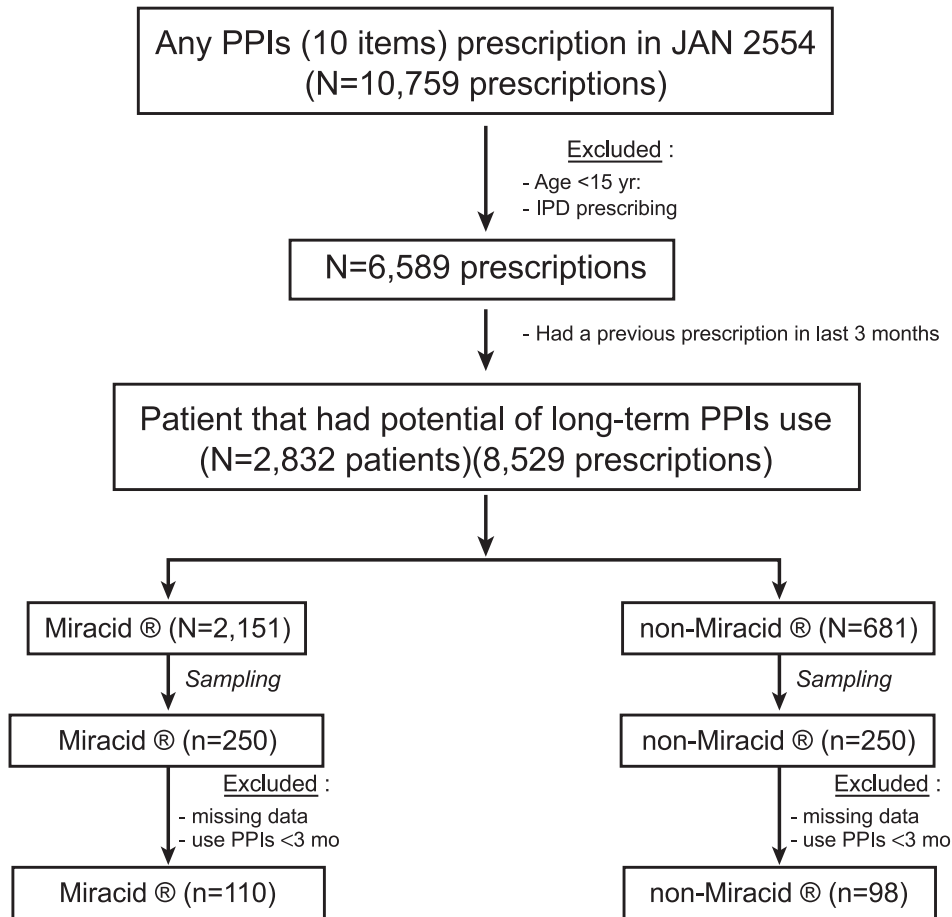 Any PPIs (10 items) prescription in JAN 2554
(N=10,759 prescriptions)
Excluded :
- Age <15 yr:
- IPD prescribing
N=6,589 prescriptions
- Had a previous prescription in last 3 months
Patient that had potential of long-term PPIs use
(N=2,832 patients)(8,529 prescriptions)
Miracid ® (N=2,151)
non-Miracid ® (N=681)
Sampling
Sampling
Miracid ® (n=250)
non-Miracid ® (n=250)
Excluded :
- missing data
- use PPIs <3 mo
Excluded :
- missing data
- use PPIs <3 mo
Miracid ® (n=110)
non-Miracid ® (n=98)